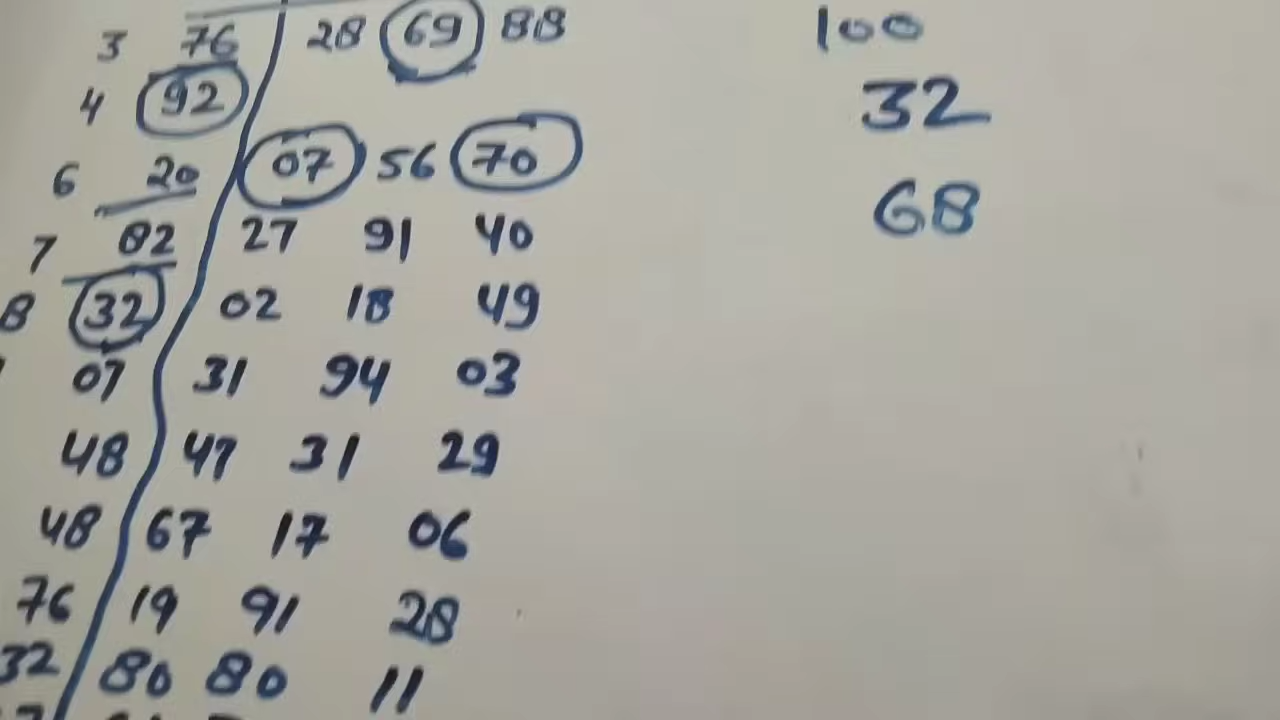 3 76 28 69 88
4 92
6 20 07 56 70
7 82 27 91 40
8 32 02 18 49
07 31 94 03
48 47 31 29
48 67 17 06
76 19 91 28
32 80 80 11
100
32
68